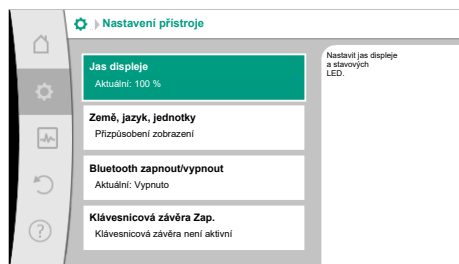 Nastavení přístroje
Jas displeje
Aktuální: 100 %
Země, jazyk, jednotky
Přizpůsobení zobrazení
Bluetooth zapnout/vypnout
Aktuální: Vypnuto
Klávesnicová závěra Zap.
Klávesnicová závěra není aktivní
Nastavit jas displeje
a stavových
LED.